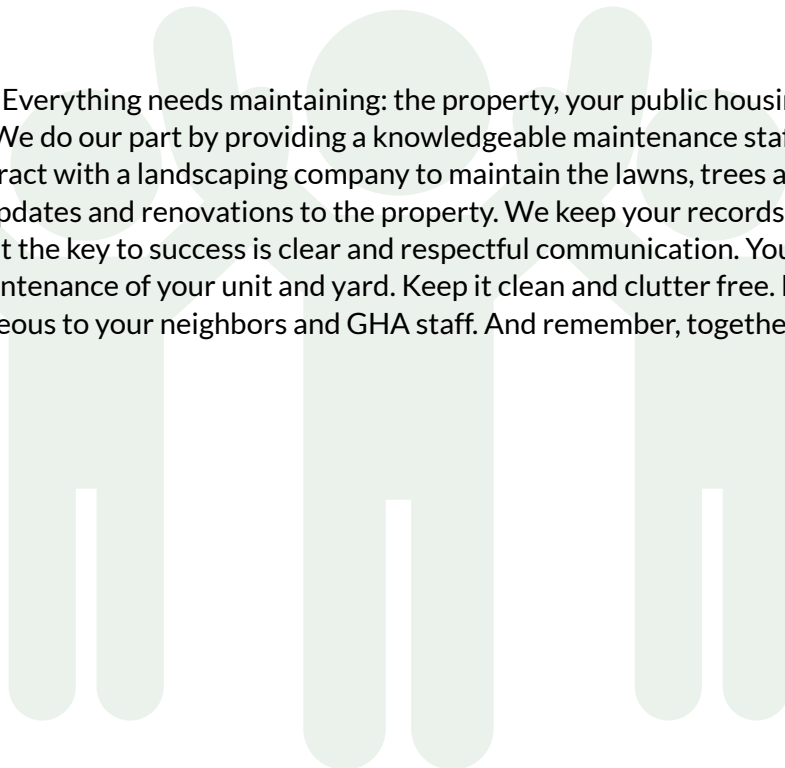 Everything needs maintaining: the property, your public housi
We do our part by providing a knowledgeable maintenance staf
ract with a landscaping company to maintain the lawns, trees a
pdates and renovations to the property. We keep your records
t the key to success is clear and respectful communication. You
ntenance of your unit and yard. Keep it clean and clutter free.
eous to your neighbors and GHA staff. And remember, togethe